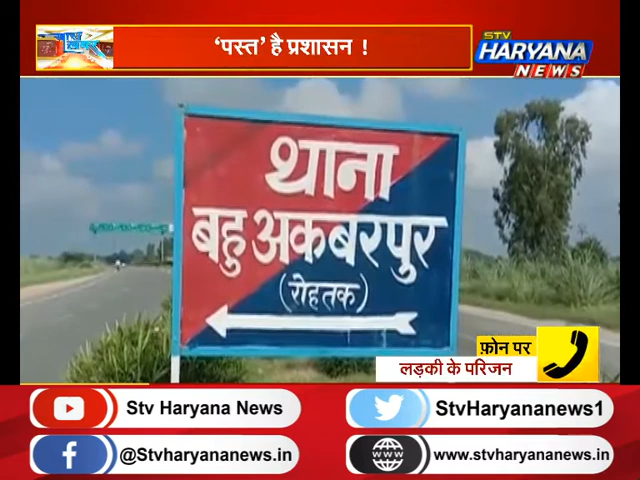 ‘पस्त’ है प्रशासन !
STV
HARYANA
NEWS
थाना
बहु अकबरपुर
(रोहतक)
फ़ोन पर
लड़की के परिजन
Stv Haryana News
StvHaryananews1
@Stvharyananews.in
www.stvharyananews.in